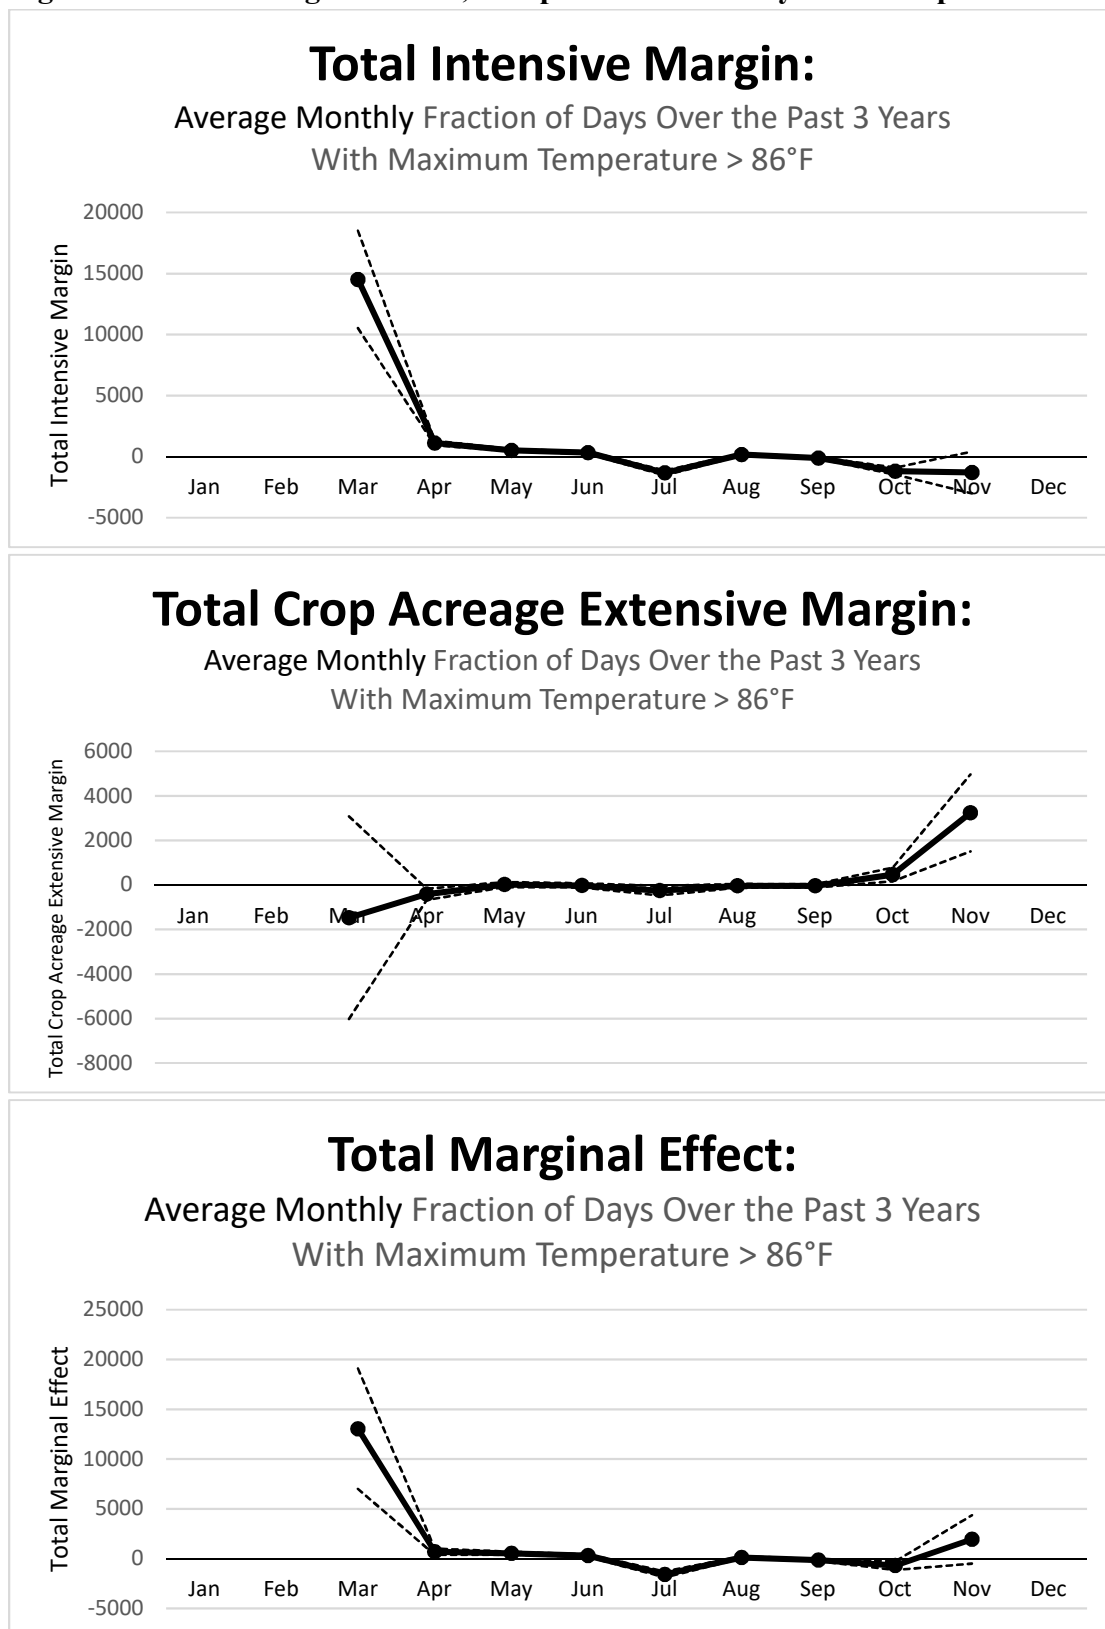 Total Intensive Margin:
Average Monthly Fraction of Days Over the Past 3 Years
With Maximum Temperature > 86°F
Total Intensive Margin
20000
15000
10000
5000
0
-5000
Jan Feb Mar Apr May Jun Jul Aug Sep Oct Nov Dec
Total Crop Acreage Extensive Margin:
Average Monthly Fraction of Days Over the Past 3 Years
With Maximum Temperature > 86°F
Total Crop Acreage Extensive Margin
6000
4000
2000
0
-2000
-4000
-6000
-8000
Jan Feb Mar Apr May Jun Jul Aug Sep Oct Nov Dec
Total Marginal Effect:
Average Monthly Fraction of Days Over the Past 3 Years
With Maximum Temperature > 86°F
Total Marginal Effect
25000
20000
15000
10000
5000
0
-5000
Jan Feb Mar Apr May Jun Jul Aug Sep Oct Nov Dec